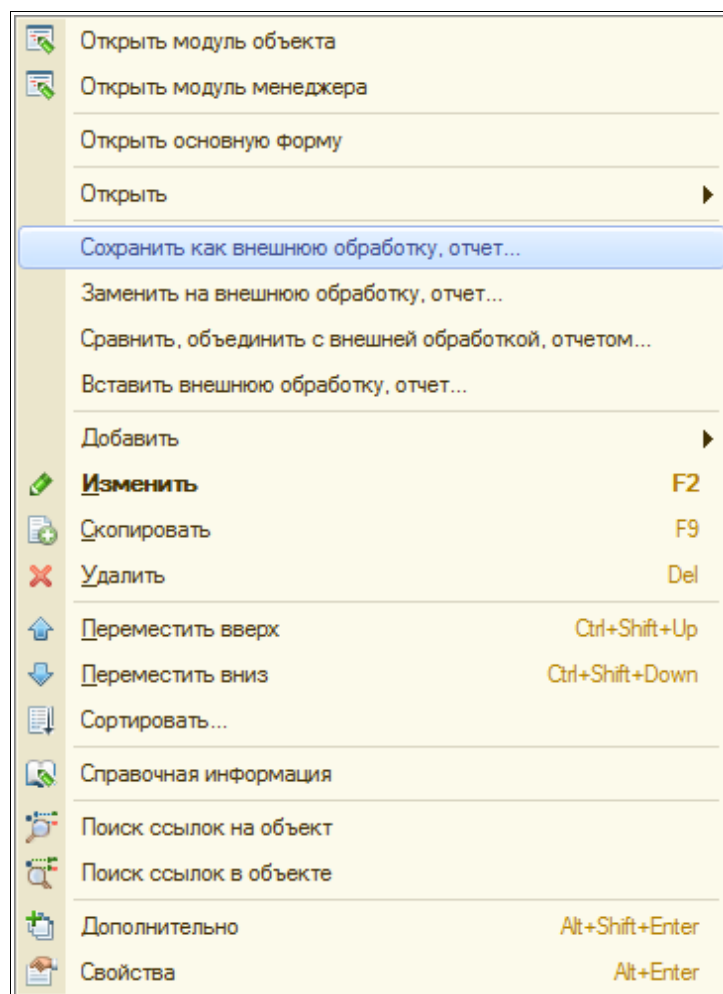 Открыть модуль объекта
Открыть модуль менеджера
Открыть основную форму
Открыть
Сохранить как внешнюю обработку, отчет...
Заменить на внешнюю обработку, отчет...
Сравнить, объединить с внешней обработкой, отчетом...
Вставить внешнюю обработку, отчет...
Добавить
Изменить F2
Скопировать F9
Удалить Del
Переместить вверх Ctrl+Shift+Up
Переместить вниз Ctrl+Shift+Down
Сортировать...
Справочная информация
Поиск ссылок на объект
Поиск ссылок в объекте
Дополнительно Alt+Shift+Enter
Свойства Alt+Enter